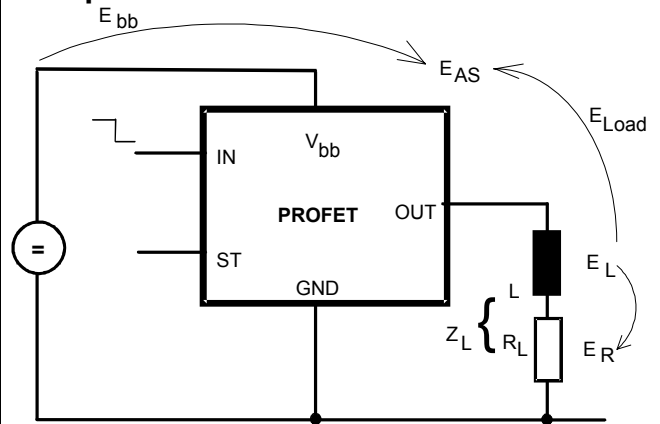 E bb
E AS
E Load
V bb
IN
PROFET
OUT
=
ST
E L
GND
L
Z L { R L
E R